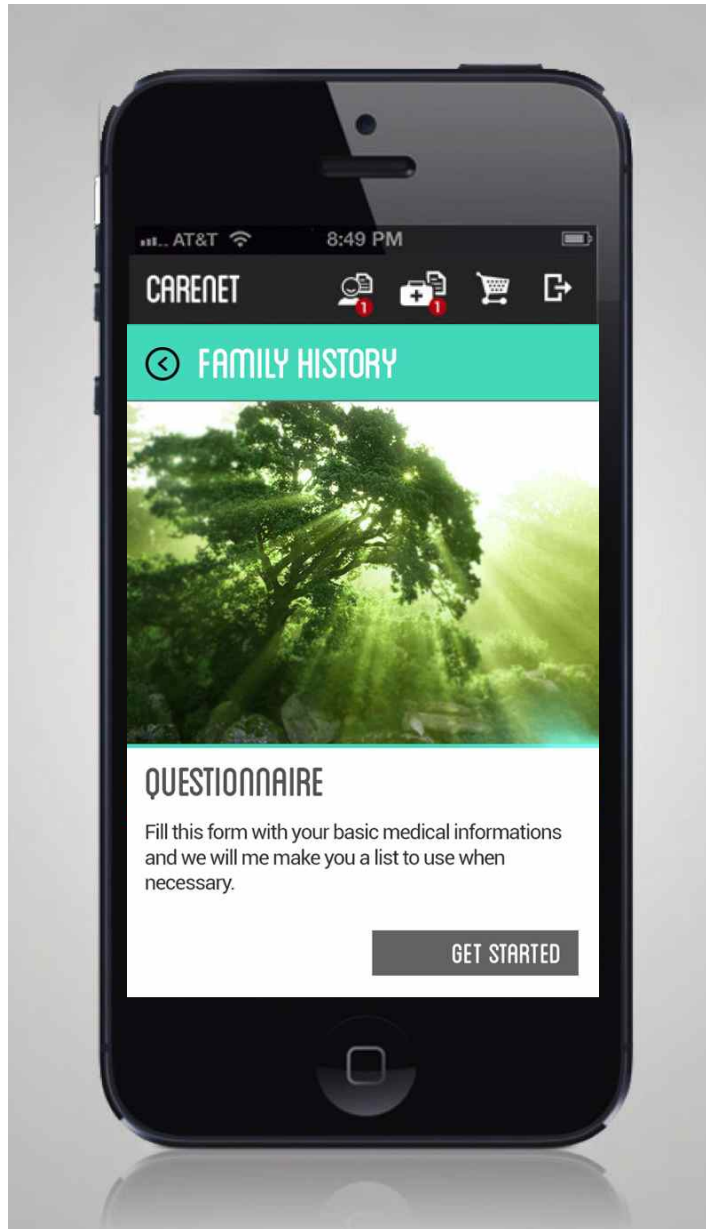 AT&T 8:49 PM
CARENET 1 1
FAMILY HISTORY
QUESTIONNAIRE
Fill this form with your basic medical informations
and we will me make you a list to use when
necessary.
GET STARTED